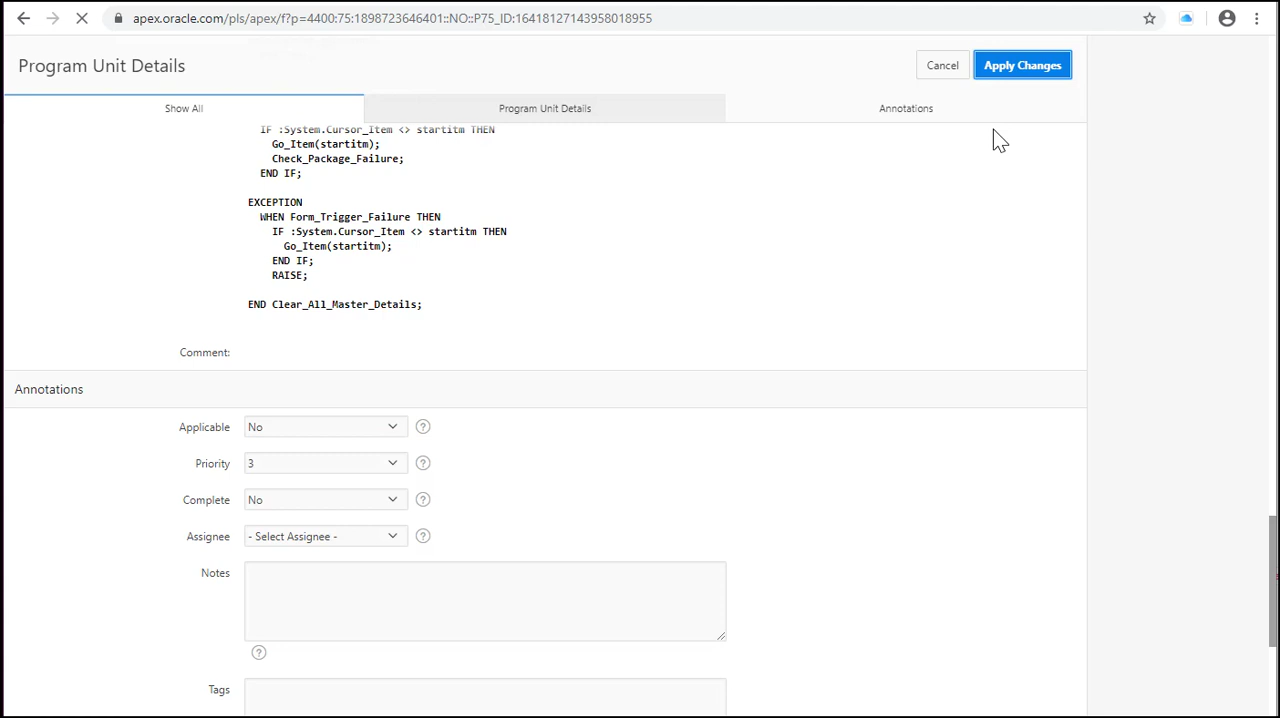 apex.oracle.com/pls/apex/f?p=4400:75:1898723646401::NO::P75_ID:16418127143958018955
Program Unit Details
Cancel
Apply Changes
Show All
Program Unit Details
Annotations
IF :System.Cursor_Item <> startitm THEN
Go_Item(startitm);
Check_Package_Failure;
END IF;
EXCEPTION
WHEN Form_Trigger_Failure THEN
IF :System.Cursor_Item <> startitm THEN
Go_Item(startitm);
END IF;
RAISE;
END Clear_All_Master_Details;
Comment:
Annotations
Applicable No ?
Priority 3 ?
Complete No ?
Assignee - Select Assignee - ?
Notes
?
Tags